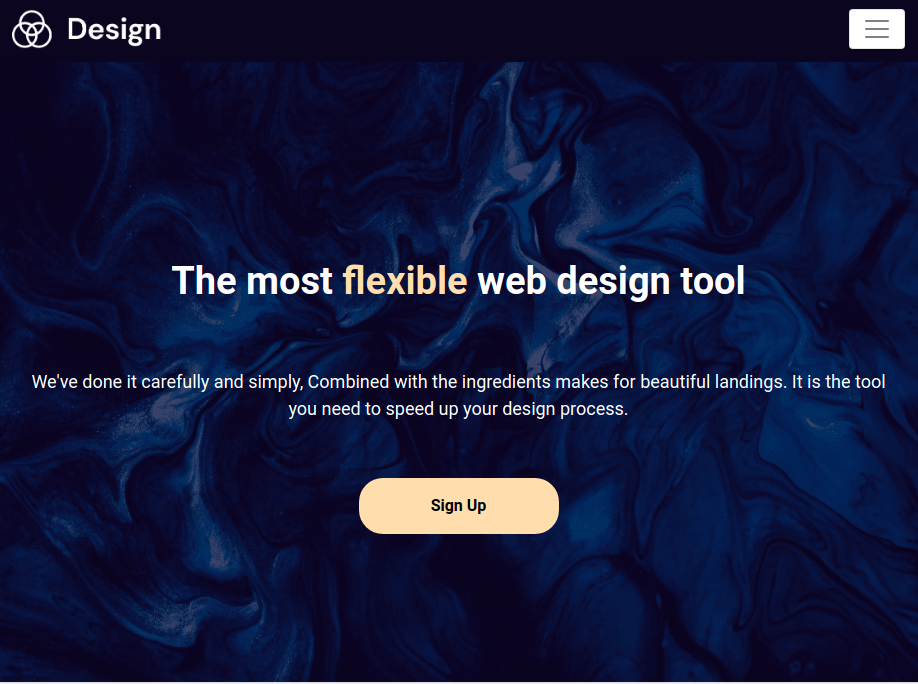 Design
The most flexible web design tool
We've done it carefully and simply, Combined with the ingredients makes for beautiful landings. It is the tool
you need to speed up your design process.
Sign Up